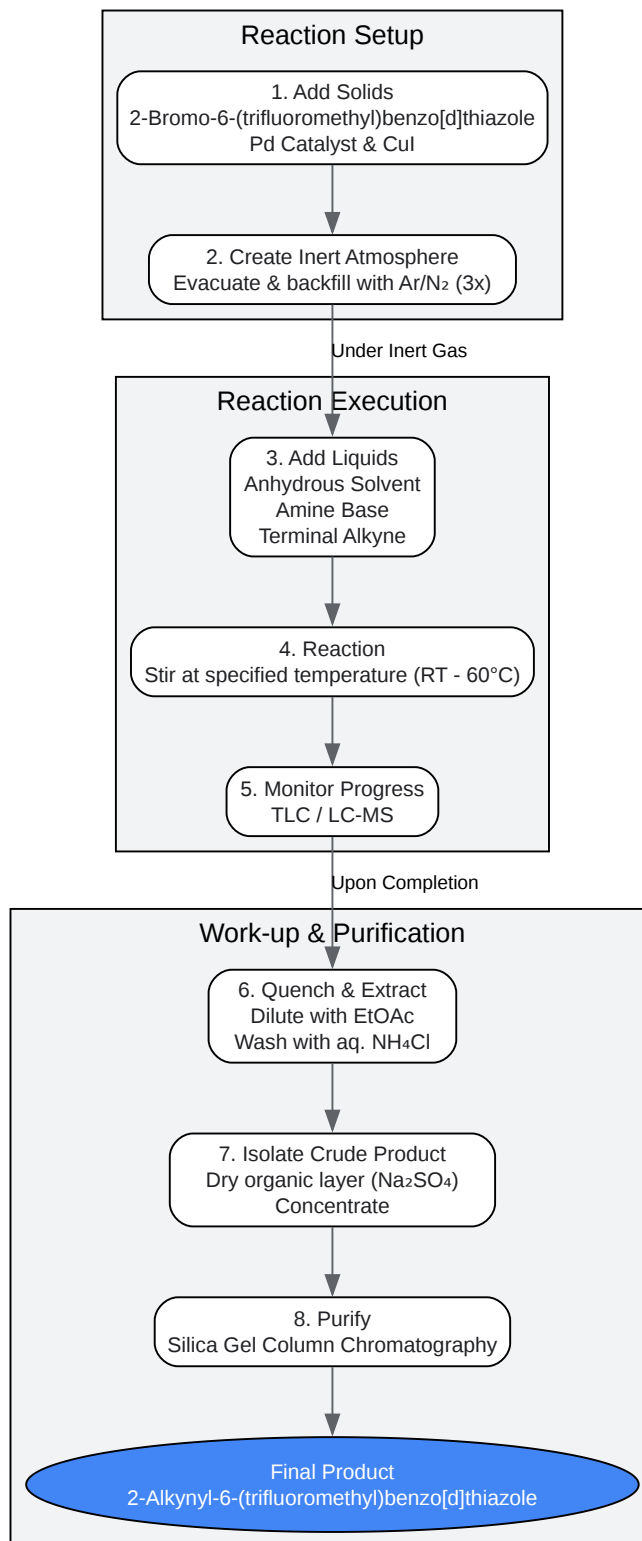 Reaction Setup
1. Add Solids
2-Bromo-6-(trifluoromethyl)benzo[d]thiazole
Pd Catalyst & CuI
2. Create Inert Atmosphere
Evacuate & backfill with Ar/N₂ (3x)
Under Inert Gas
Reaction Execution
3. Add Liquids
Anhydrous Solvent
Amine Base
Terminal Alkyne
4. Reaction
Stir at specified temperature (RT - 60°C)
5. Monitor Progress
TLC / LC-MS
Upon Completion
Work-up & Purification
6. Quench & Extract
Dilute with EtOAc
Wash with aq. NH₄Cl
7. Isolate Crude Product
Dry organic layer (Na₂SO₄)
Concentrate
8. Purify
Silica Gel Column Chromatography
Final Product
2-Alkynyl-6-(trifluoromethyl)benzo[d]thiazole